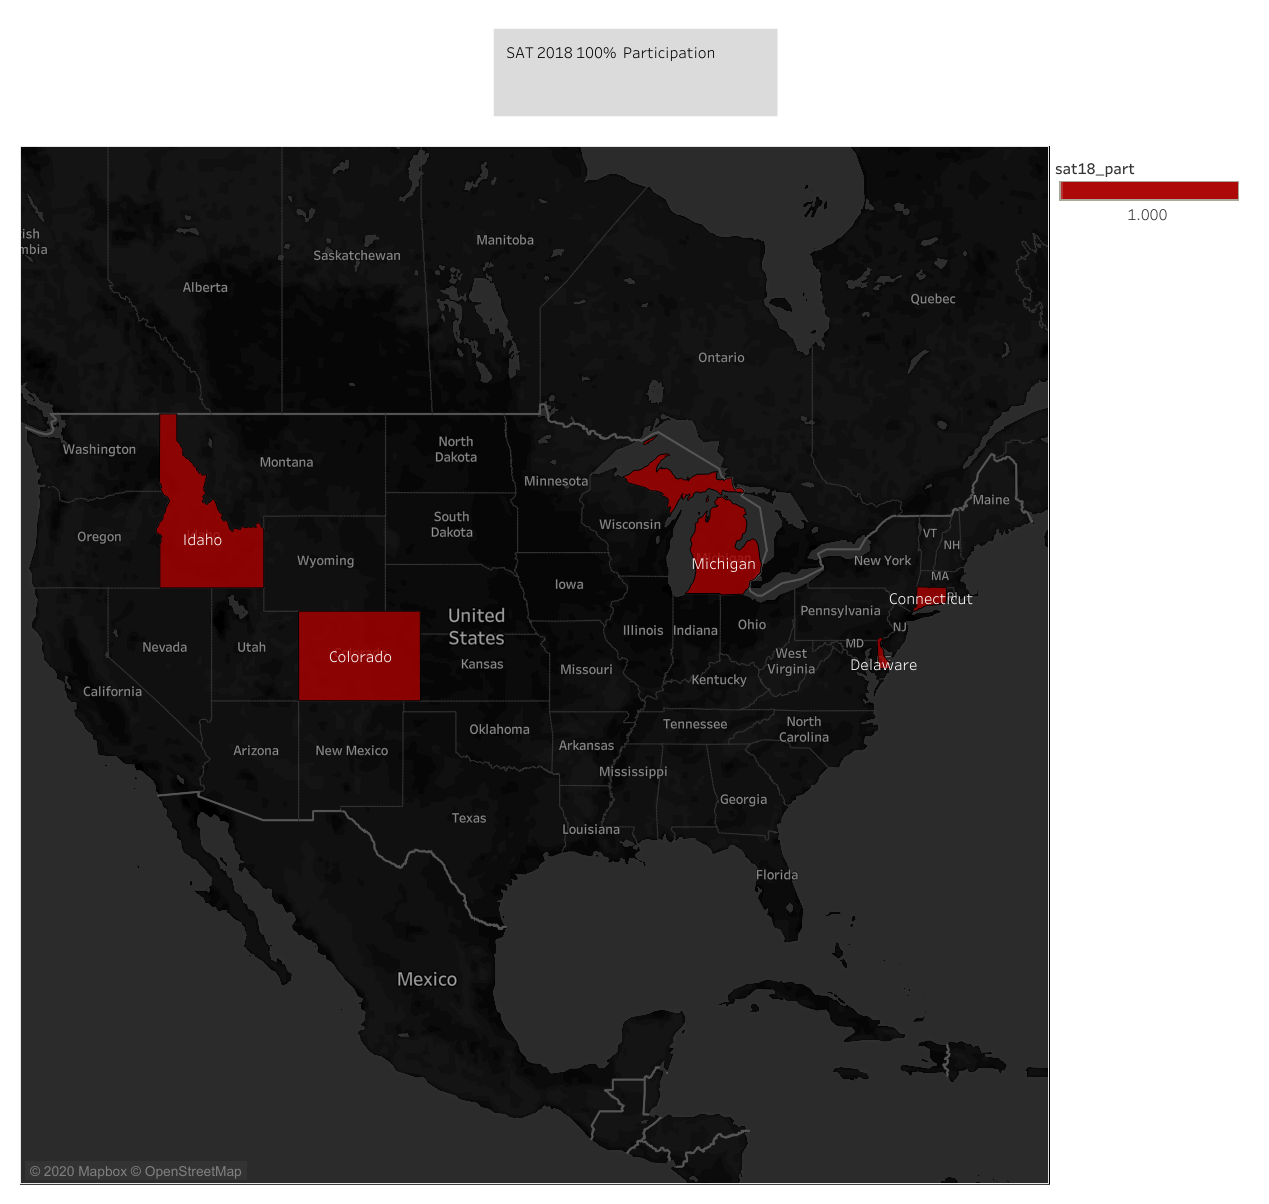 SAT 2018 100% Participation
sat18_part
1.000
ish
mbia
Alberta
Saskatchewan
Manitoba
Ontario
Quebec
Washington
Montana
North
Dakota
Minnesota
Maine
Oregon
Idaho
Wyoming
South
Dakota
Wisconsin
Michigan
New York
VT
NH
MA
Connecticut
Iowa
Pennsylvania
NJ
Nevada
Utah
Colorado
United
States
Kansas
Illinois
Indiana
Ohio
MD
Delaware
West
Virginia
California
Missouri
Kentucky
Arizona
New Mexico
Oklahoma
Arkansas
Tennessee
North
Carolina
Mississippi
Georgia
Texas
Louisiana
Florida
Mexico
© 2020 Mapbox © OpenStreetMap